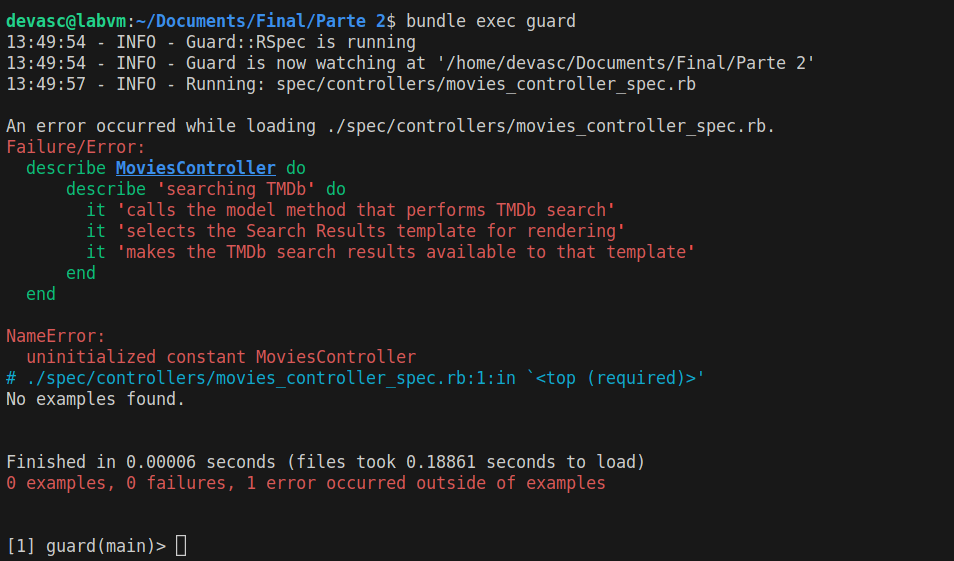 devasc@labvm:~/Documents/Final/Parte 2$ bundle exec guard
13:49:54 - INFO - Guard::RSpec is running
13:49:54 - INFO - Guard is now watching at '/home/devasc/Documents/Final/Parte 2'
13:49:57 - INFO - Running: spec/controllers/movies_controller_spec.rb

An error occurred while loading ./spec/controllers/movies_controller_spec.rb.
Failure/Error:
  describe MoviesController do
      describe 'searching TMDb' do
        it 'calls the model method that performs TMDb search'
        it 'selects the Search Results template for rendering'
        it 'makes the TMDb search results available to that template'
      end
  end

NameError:
  uninitialized constant MoviesController
# ./spec/controllers/movies_controller_spec.rb:1:in `<top (required)>'
No examples found.

Finished in 0.00006 seconds (files took 0.18861 seconds to load)
0 examples, 0 failures, 1 error occurred outside of examples

[1] guard(main)>